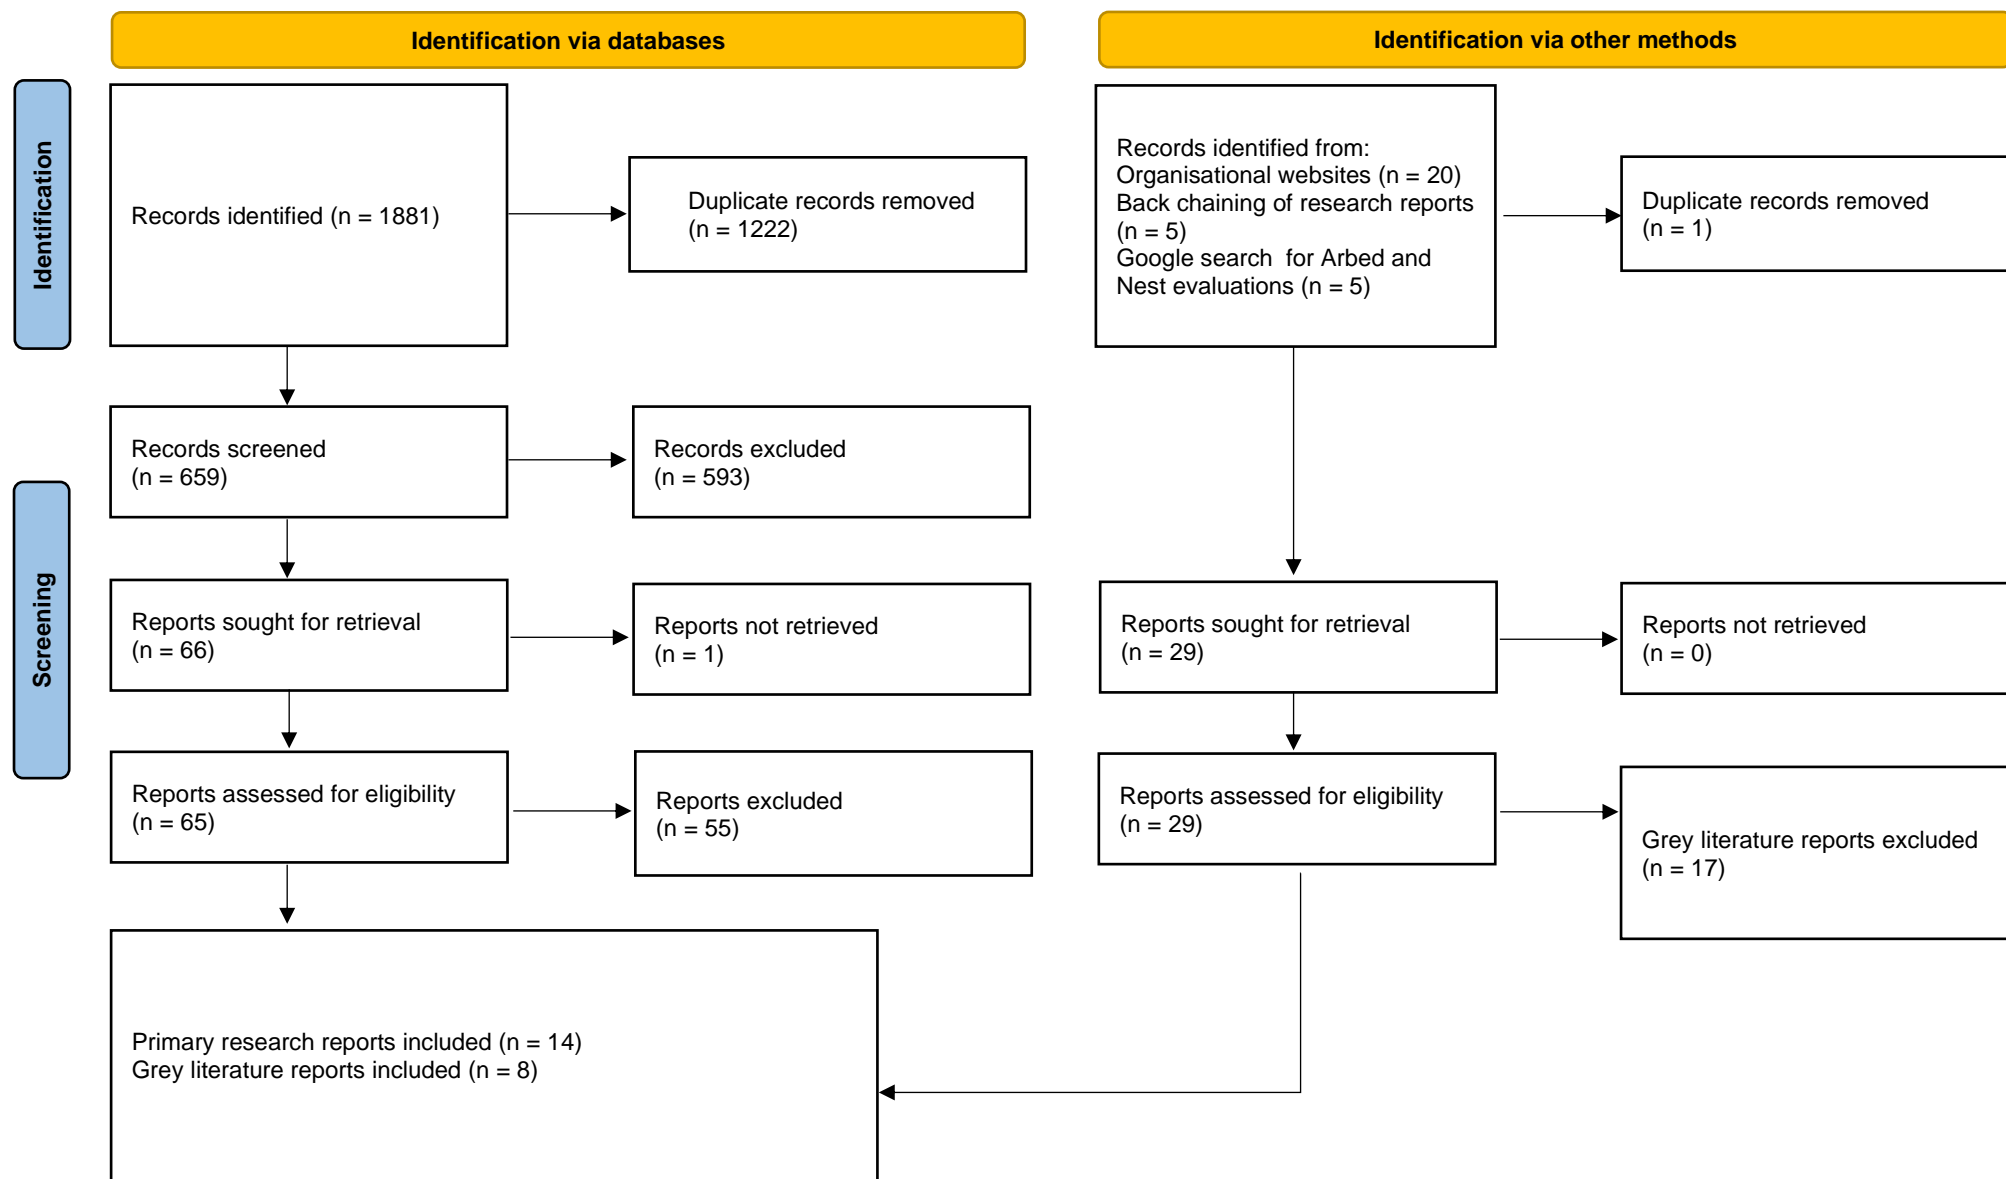 Identification via databases
Identification via other methods
Identification
Records identified (n = 1881)
Duplicate records removed
(n = 1222)
Records identified from:
Organisational websites (n = 20)
Back chaining of research reports
(n = 5)
Google search  for Arbed and
Nest evaluations (n = 5)
Duplicate records removed
(n = 1)
Screening
Records screened
(n = 659)
Records excluded
(n = 593)
Reports sought for retrieval
(n = 66)
Reports not retrieved
(n = 1)
Reports sought for retrieval
(n = 29)
Reports not retrieved
(n = 0)
Reports assessed for eligibility
(n = 65)
Reports excluded
(n = 55)
Reports assessed for eligibility
(n = 29)
Grey literature reports excluded
(n = 17)
Primary research reports included (n = 14)
Grey literature reports included (n = 8)